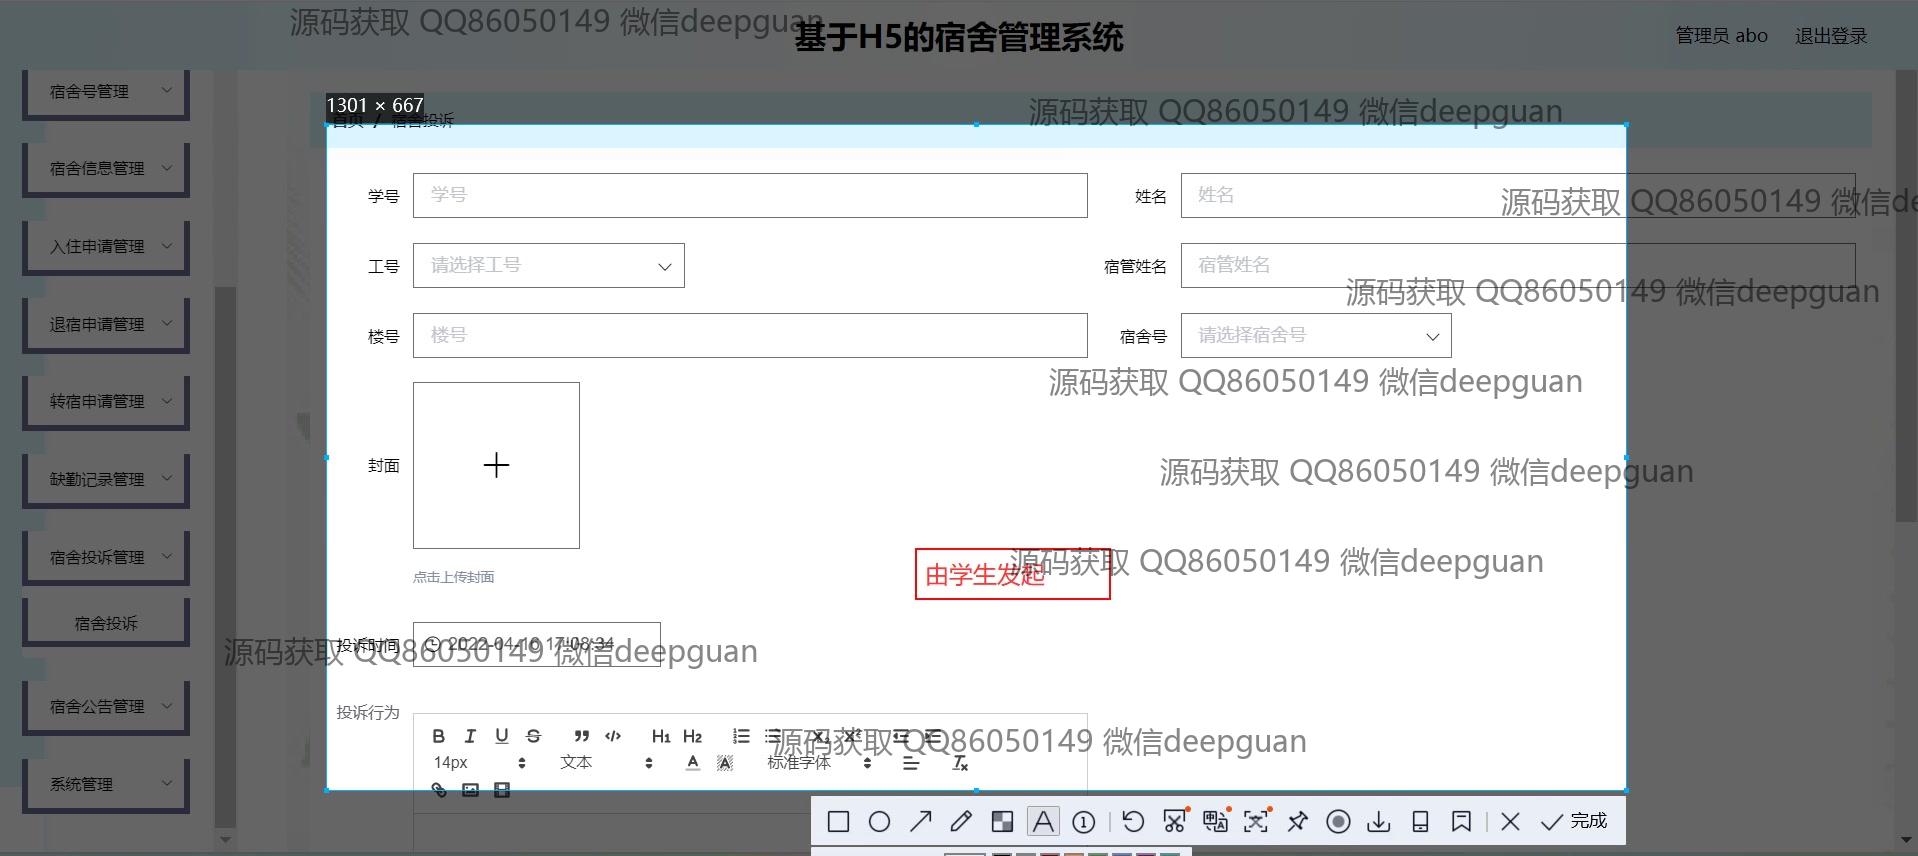 源码获取 QQ86050149 微信deepguan
基于H5的宿舍管理系统
管理员 abo
退出登录
宿舍号管理
宿舍信息管理
入住申请管理
退宿申请管理
转宿申请管理
缺勤记录管理
宿舍投诉管理
宿舍投诉
宿舍公告管理
系统管理
1301 × 667
首页 / 宿舍投诉
源码获取 QQ86050149 微信deepguan
学号 学号
姓名 姓名
源码获取 QQ86050149 微信de
工号 请选择工号
宿管姓名 宿管姓名
源码获取 QQ86050149 微信deepguan
楼号 楼号
宿舍号 请选择宿舍号
源码获取 QQ86050149 微信deepguan
封面
源码获取 QQ86050149 微信deepguan
点击上传封面
由学生发起
源码获取 QQ86050149 微信deepguan
投诉时间 2022-04-16 17:08:34
源码获取 QQ86050149 微信deepguan
投诉行为
B I U S H1 H2 X₂ X²
源码获取 QQ86050149 微信deepguan
14px 文本 A A 标准字体 Tx
A 1 完成